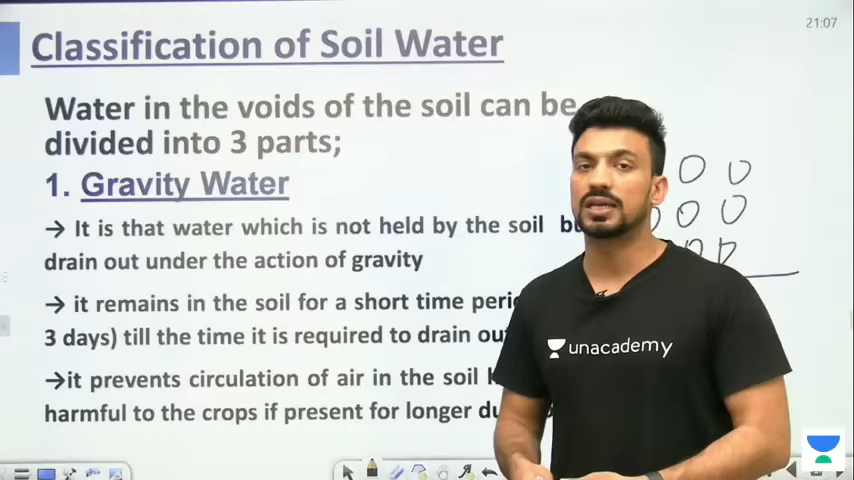 21:07
Classification of Soil Water
Water in the voids of the soil can be
divided into 3 parts;
1. Gravity Water
→ It is that water which is not held by the soil
drain out under the action of gravity
→ it remains in the soil for a short time
3 days) till the time it is required to drain
→it prevents circulation of air in the soil
harmful to the crops if present for longer
unacademy